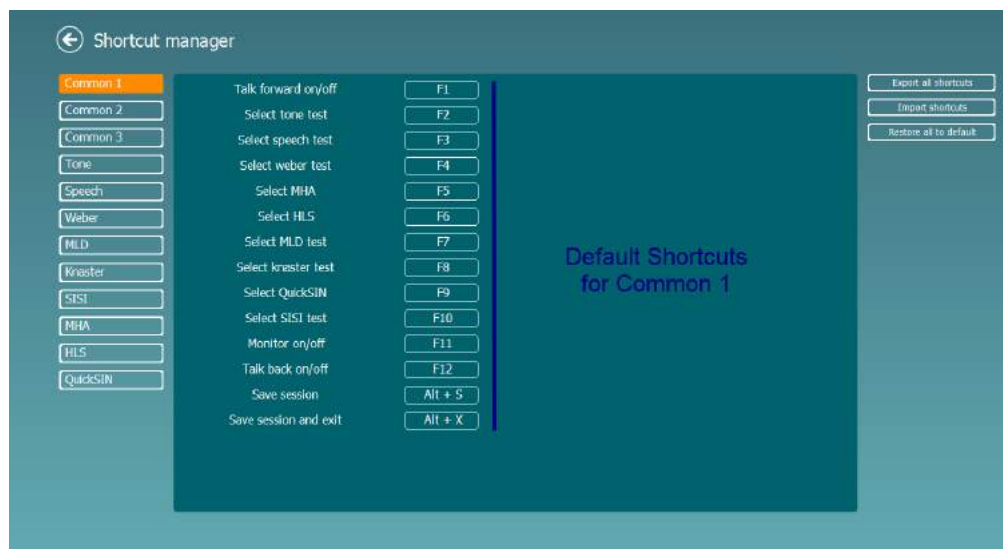 Shortcut manager
Common 1
Common 2
Common 3
Tone
Speech
Weber
MLD
Knaster
SISI
MHA
HLS
QuickSIN
Talk forward on/off F1
Select tone test F2
Select speech test F3
Select weber test F4
Select MHA F5
Select HLS F6
Select MLD test F7
Select knaster test F8
Select QuickSIN F9
Select SISI test F10
Monitor on/off F11
Talk back on/off F12
Save session Alt + S
Save session and exit Alt + X
Default Shortcuts
for Common 1
Export all shortcuts
Import shortcuts
Restore all to default